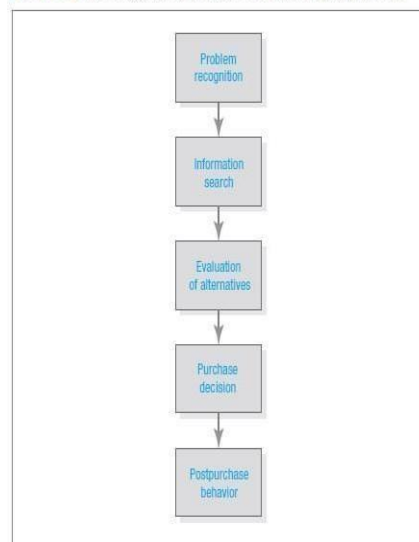 Problem
recognition
Information
search
Evaluation
of alternatives
Purchase
decision
Postpurchase
behavior